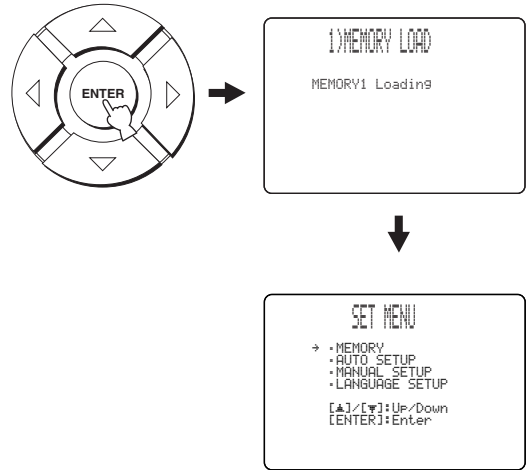 ENTER
1)MEMORY LOAD
MEMORY1 Loading
SET MENU
→ ·MEMORY
·AUTO SETUP
·MANUAL SETUP
·LANGUAGE SETUP
[▲]/[▼]:Up/Down
[ENTER]:Enter